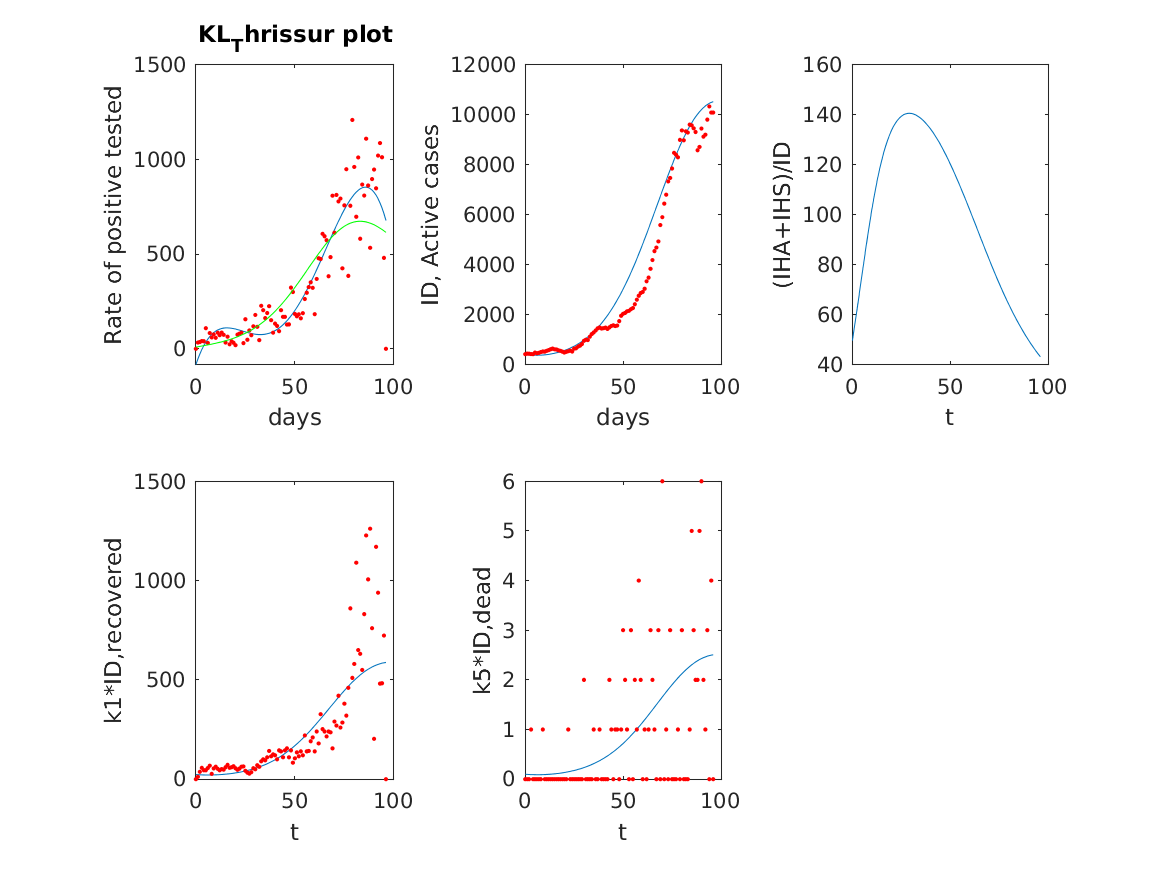 KL_Thrissur plot
1500
1000
500
0
Rate of positive tested
0 50 100
days
12000
10000
8000
6000
4000
2000
0
ID, Active cases
0 50 100
days
160
140
120
100
80
60
40
(IHA+IHS)/ID
0 50 100
t
1500
1000
500
0
k1*ID,recovered
0 50 100
t
6
5
4
3
2
1
0
k5*ID,dead
0 50 100
t